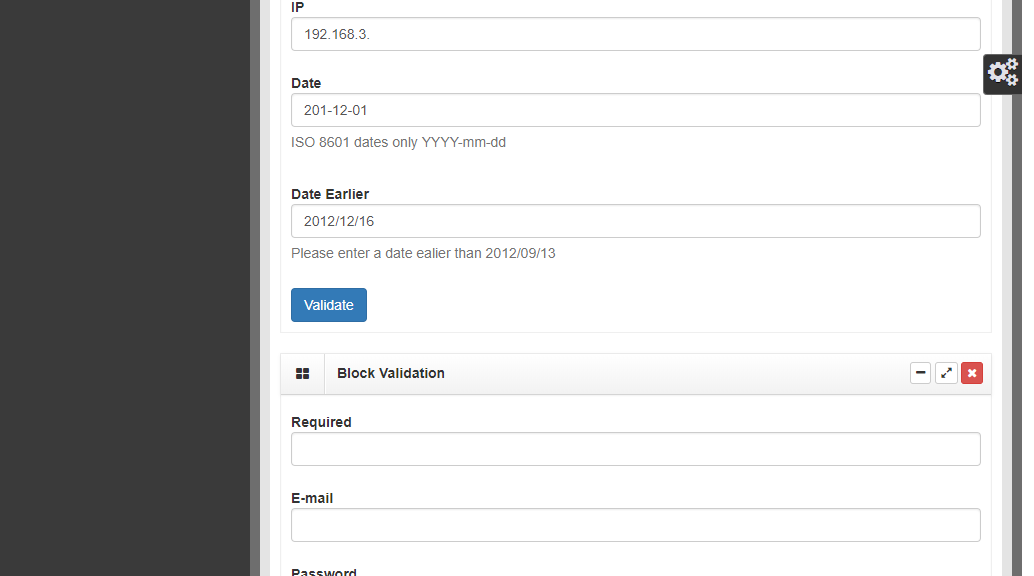 IP
192.168.3.
Date
201-12-01
ISO 8601 dates only YYYY-mm-dd
Date Earlier
2012/12/16
Please enter a date ealier than 2012/09/13
Validate
Block Validation
Required
E-mail
Password